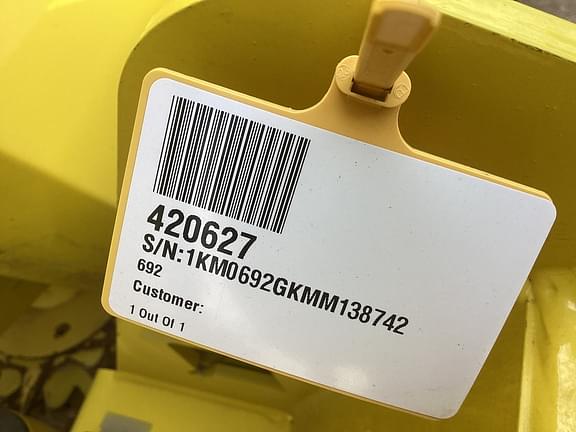 420627
S/N:1KM0692GKMM138742
692
Customer:
1 Out Of 1